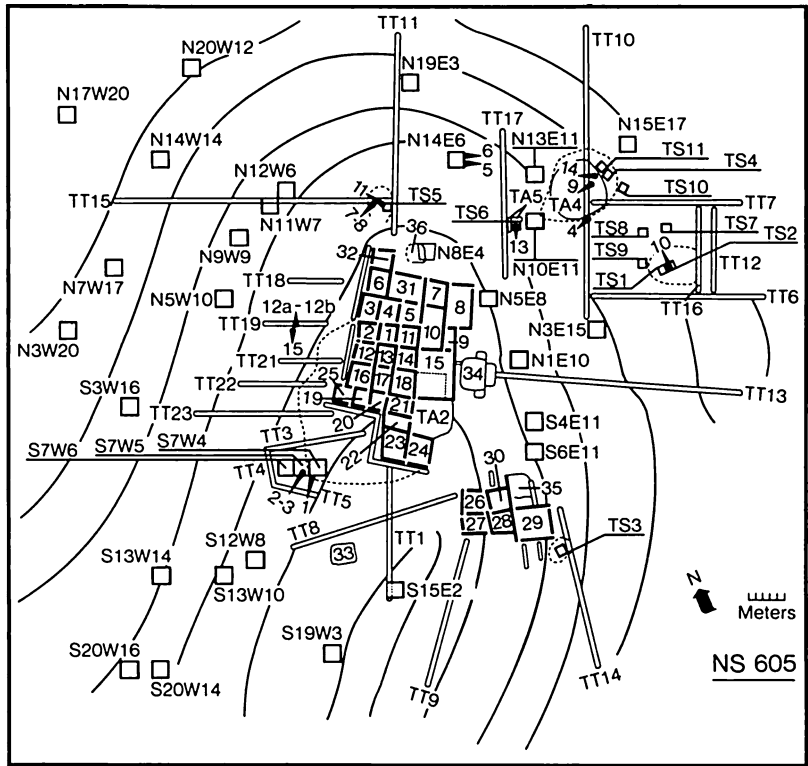 TT11
TT10
N20W12
N19E3
N17W20
TT17
N14W14
N14E6
6
5
N13E11
N15E17
TS11
TS4
14
9
N12W6
11
TS5
TA5
TA4
TS10
TT15
TT7
7-8
TS6
4
TS8
TS7
N11W7
36
13
10
TS2
N9W9
32
N8E4
N10E11
TS9
TT12
N7W17
TT18
6
31
7
TS1
N5W10
12a-12b
3
4
5
8
N5E8
TT16
TT6
TT19
2
1
11
10
9
N3E15
N3W20
15
12
13
14
15
N1E10
TT21
25
16
17
18
34
TT22
TT13
S3W16
19
21
TT23
20
TA2
S4E11
TT3
S7W6
S7W5
S7W4
22
23
24
S6E11
TT4
30
2-3
1
TT5
26
35
TT8
27
28
29
S12W8
TT1
TS3
S13W14
33
N
S13W10
S15E2
Meters
S19W3
S20W16
NS 605
S20W14
TT9
TT14